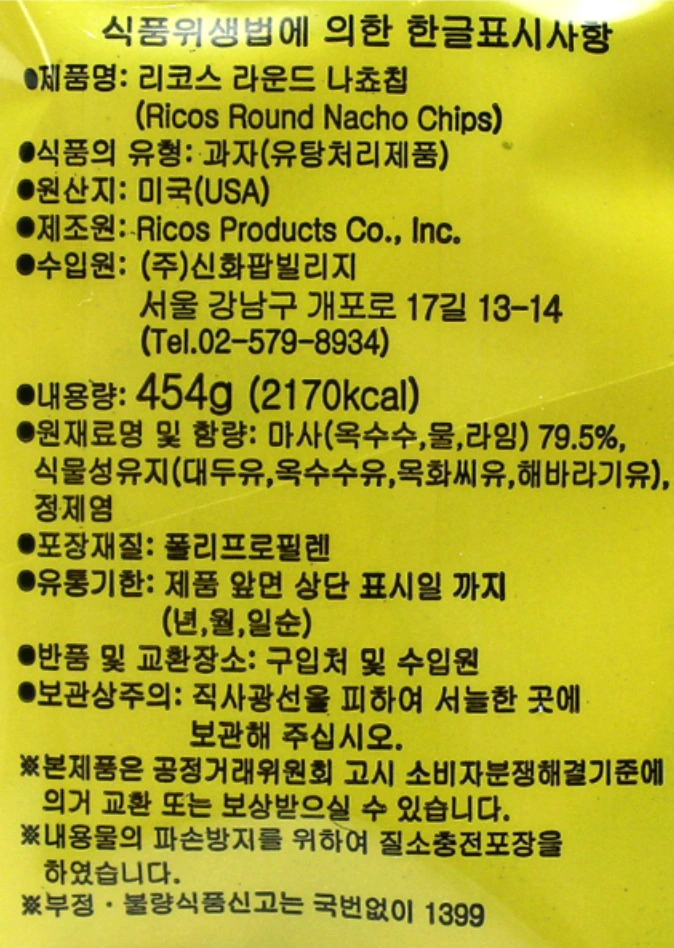 식품위생법에 의한 한글표시사항
●제품명: 리코스 라운드 나쵸칩
(Ricos Round Nacho Chips)
●식품의 유형: 과자(유탕처리제품)
●원산지: 미국(USA)
●제조원: Ricos Products Co., Inc.
●수입원: (주)신화팝빌리지
서울 강남구 개포로 17길 13-14
(Tel.02-579-8934)
●내용량: 454g (2170kcal)
●원재료명 및 함량: 마사(옥수수,물,라임) 79.5%,
식물성유지(대두유,옥수수유,목화씨유,해바라기유),
정제염
●포장재질: 폴리프로필렌
●유통기한: 제품 앞면 상단 표시일 까지
(년,월,일순)
●반품 및 교환장소: 구입처 및 수입원
●보관상주의: 직사광선을 피하여 서늘한 곳에
보관해 주십시오.
※본제품은 공정거래위원회 고시 소비자분쟁해결기준에
의거 교환 또는 보상받으실 수 있습니다.
※내용물의 파손방지를 위하여 질소충전포장을
하였습니다.
※부정·불량식품신고는 국번없이 1399